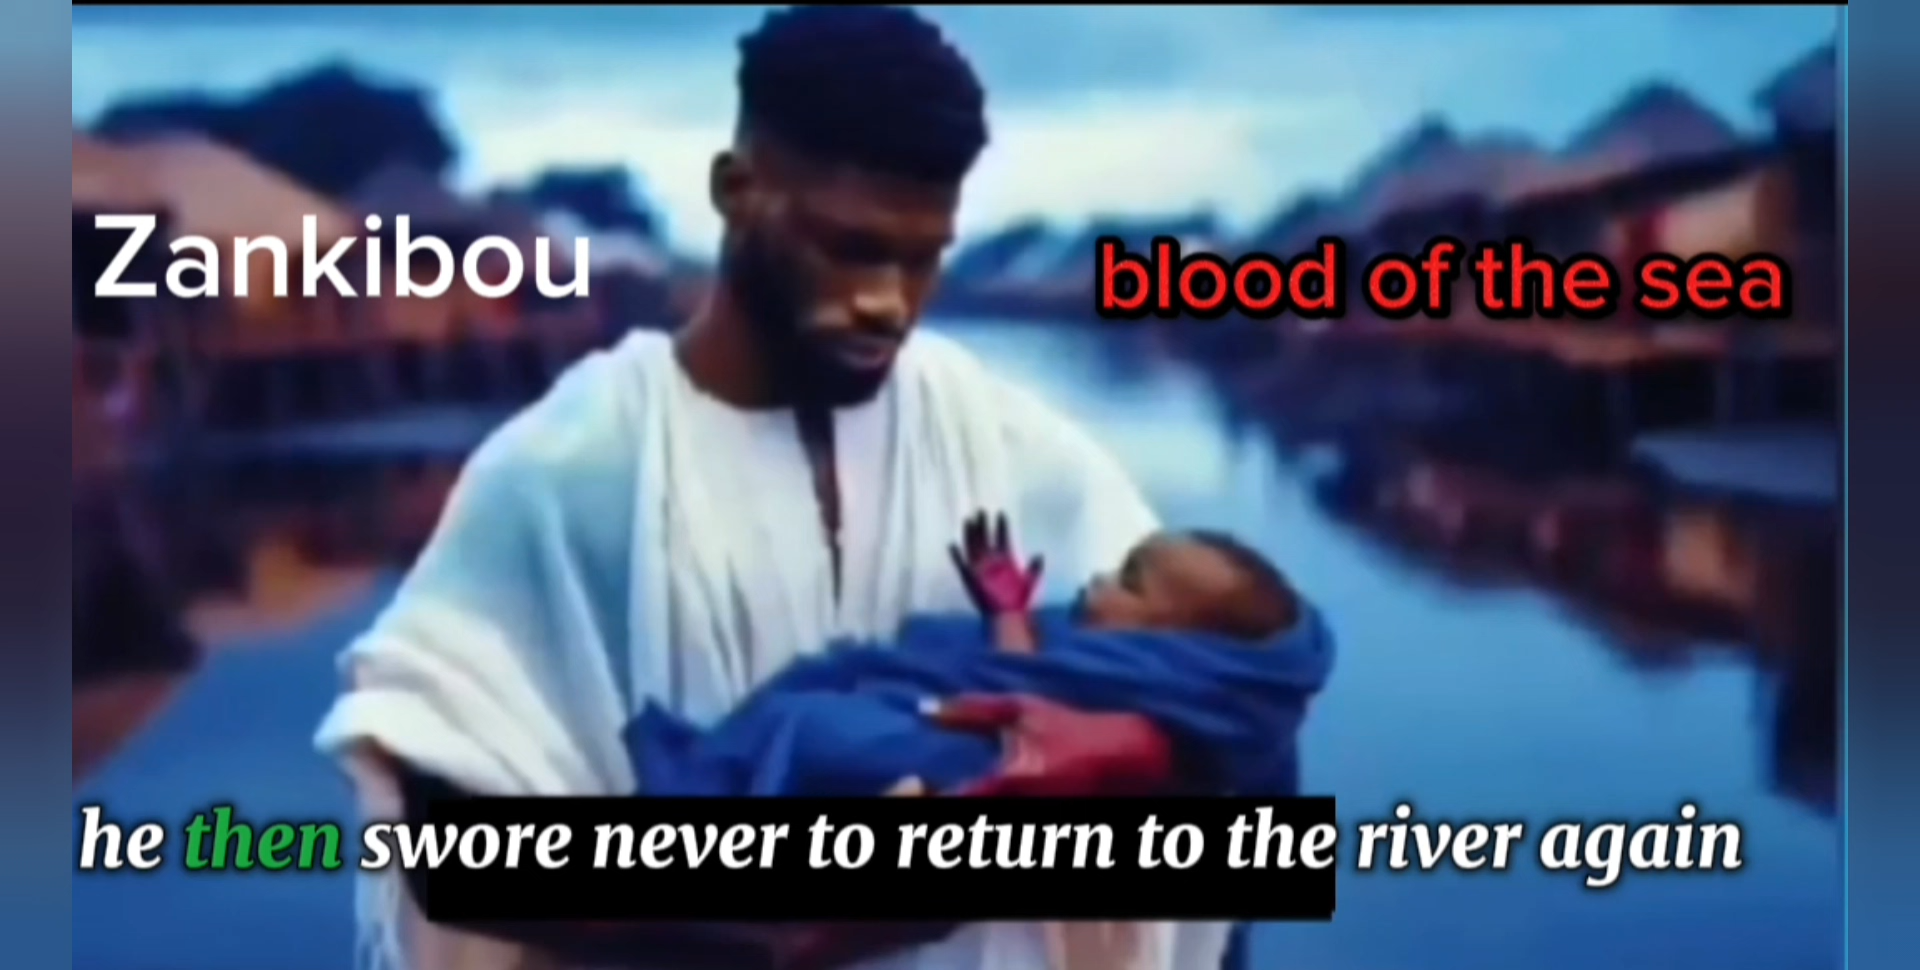 Zankibou
blood of the sea
he then swore never to return to the river again